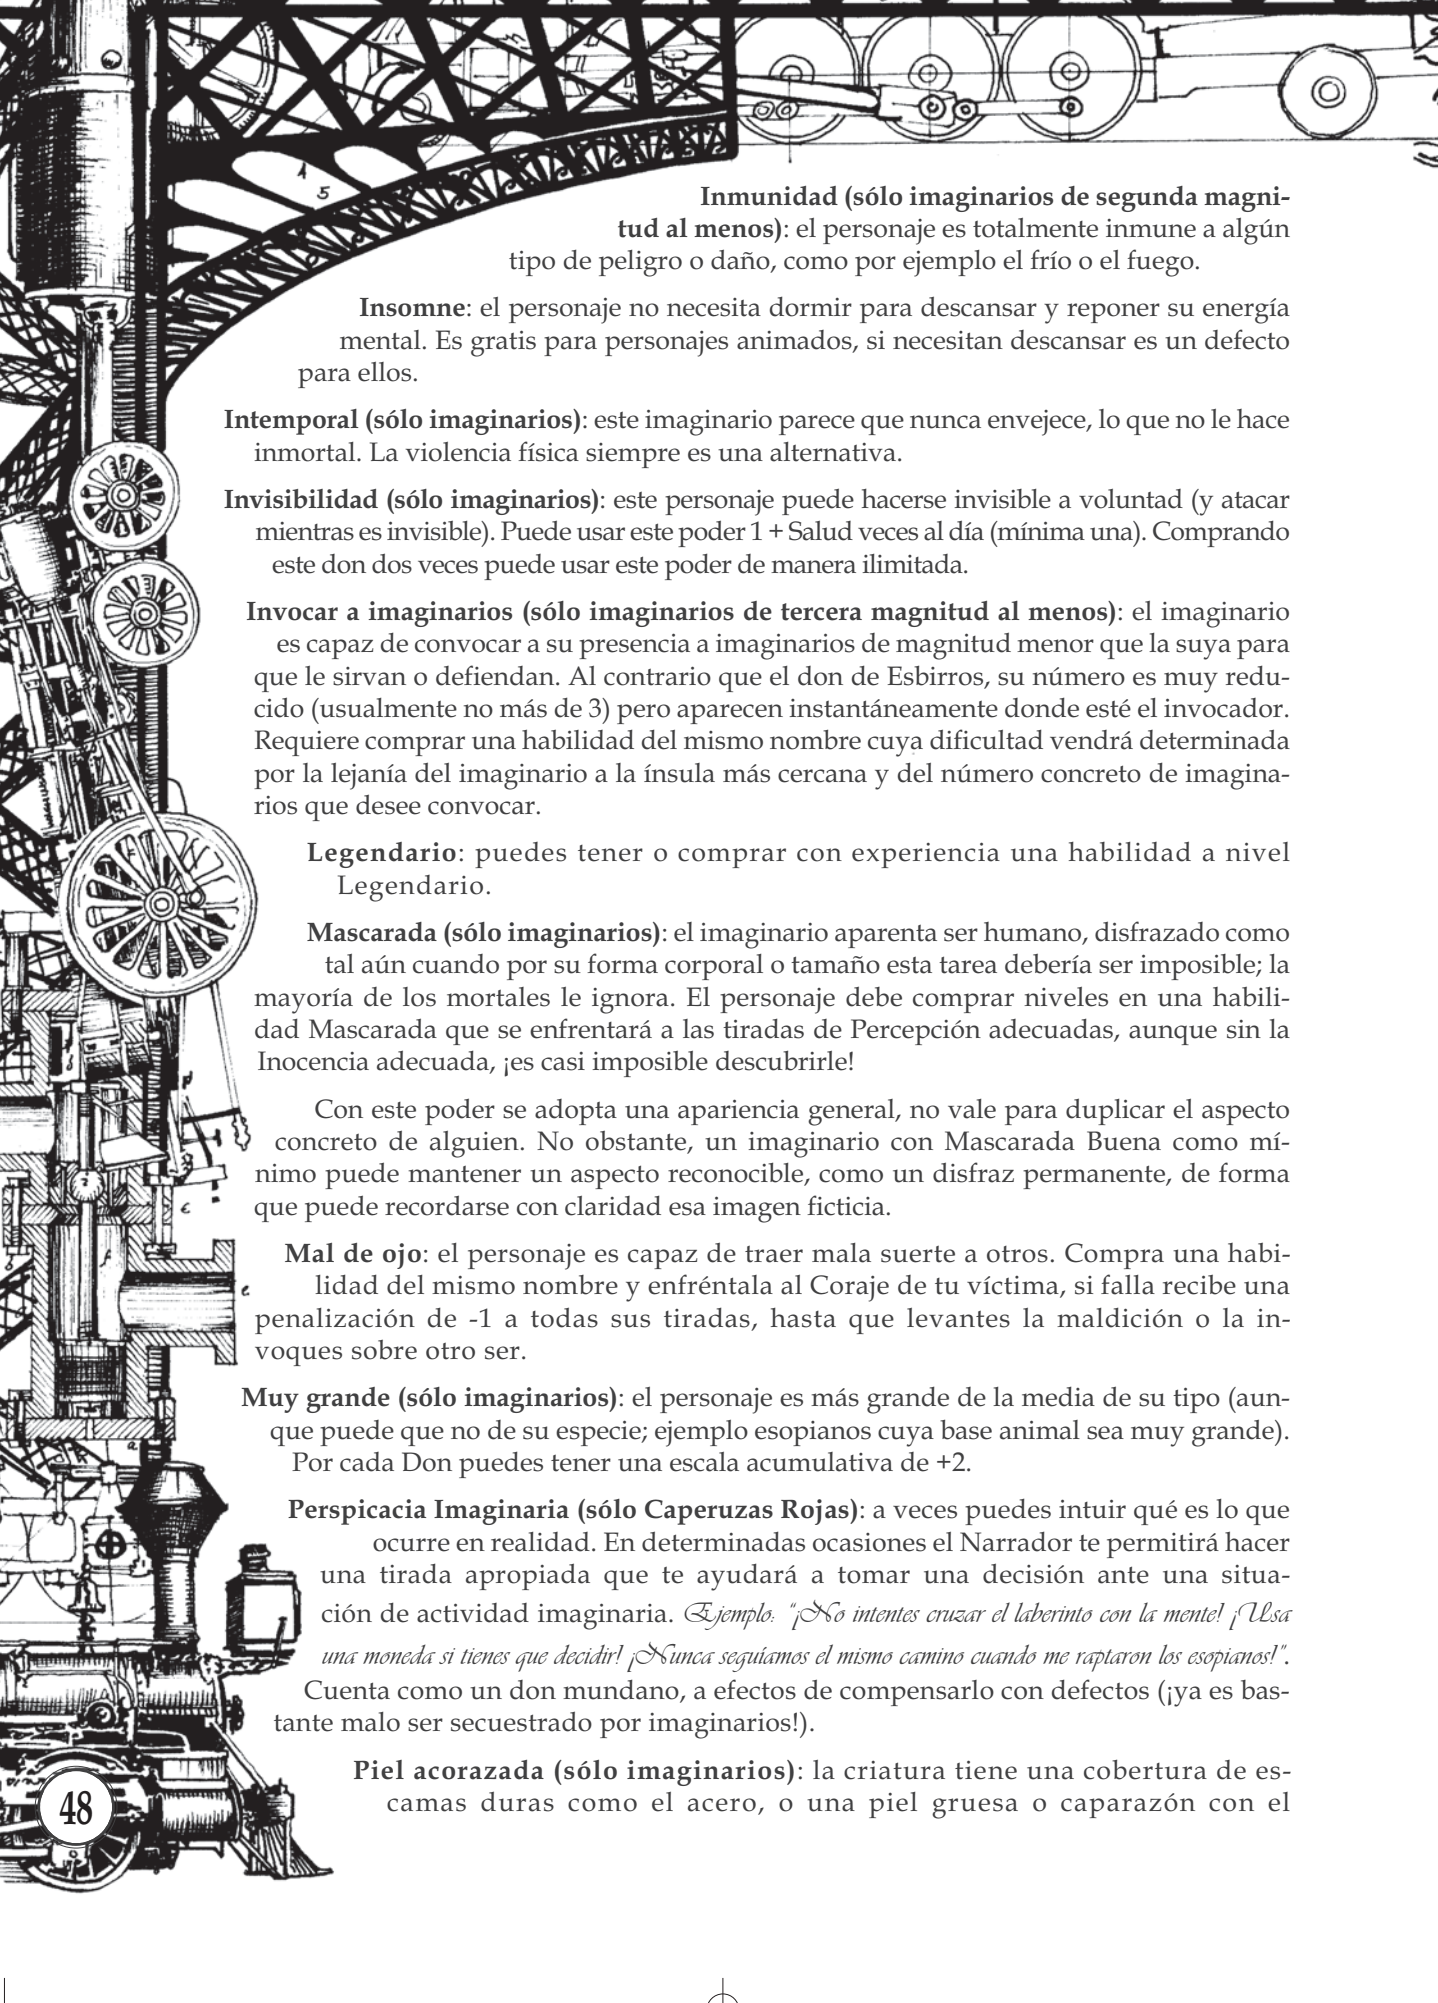 Inmunidad (sólo imaginarios de segunda magni-
tud al menos): el personaje es totalmente inmune a algún
tipo de peligro o daño, como por ejemplo el frío o el fuego.
Insomne: el personaje no necesita dormir para descansar y reponer su energía
mental. Es gratis para personajes animados, si necesitan descansar es un defecto
para ellos.
Intemporal (sólo imaginarios): este imaginario parece que nunca envejece, lo que no le hace
inmortal. La violencia física siempre es una alternativa.
Invisibilidad (sólo imaginarios): este personaje puede hacerse invisible a voluntad (y atacar
mientras es invisible). Puede usar este poder 1 + Salud veces al día (mínima una). Comprando
este don dos veces puede usar este poder de manera ilimitada.
Invocar a imaginarios (sólo imaginarios de tercera magnitud al menos): el imaginario
es capaz de convocar a su presencia a imaginarios de magnitud menor que la suya para
que le sirvan o defiendan. Al contrario que el don de Esbirros, su número es muy redu-
cido (usualmente no más de 3) pero aparecen instantáneamente donde esté el invocador.
Requiere comprar una habilidad del mismo nombre cuya dificultad vendrá determinada
por la lejanía del imaginario a la ínsula más cercana y del número concreto de imagina-
rios que desee convocar.
Legendario: puedes tener o comprar con experiencia una habilidad a nivel
Legendario.
Mascarada (sólo imaginarios): el imaginario aparenta ser humano, disfrazado como
tal aún cuando por su forma corporal o tamaño esta tarea debería ser imposible; la
mayoría de los mortales le ignora. El personaje debe comprar niveles en una habili-
dad Mascarada que se enfrentará a las tiradas de Percepción adecuadas, aunque sin la
Inocencia adecuada, ¡es casi imposible descubrirle!
Con este poder se adopta una apariencia general, no vale para duplicar el aspecto
concreto de alguien. No obstante, un imaginario con Mascarada Buena como mí-
nimo puede mantener un aspecto reconocible, como un disfraz permanente, de forma
que puede recordarse con claridad esa imagen ficticia.
Mal de ojo: el personaje es capaz de traer mala suerte a otros. Compra una habi-
lidad del mismo nombre y enfréntala al Coraje de tu víctima, si falla recibe una
penalización de -1 a todas sus tiradas, hasta que levantes la maldición o la in-
voques sobre otro ser.
Muy grande (sólo imaginarios): el personaje es más grande de la media de su tipo (aun-
que puede que no de su especie; ejemplo esopianos cuya base animal sea muy grande).
Por cada Don puedes tener una escala acumulativa de +2.
Perspicacia Imaginaria (sólo Caperuzas Rojas): a veces puedes intuir qué es lo que
ocurre en realidad. En determinadas ocasiones el Narrador te permitirá hacer
una tirada apropiada que te ayudará a tomar una decisión ante una situa-
ción de actividad imaginaria. Ejemplo: "¡No intentes cruzar el laberinto con la mente! ¡Usa
una moneda si tienes que decidir! ¡Nunca seguíamos el mismo camino cuando me raptaron los esopianos!".
Cuenta como un don mundano, a efectos de compensarlo con defectos (¡ya es bas-
tante malo ser secuestrado por imaginarios!).
Piel acorazada (sólo imaginarios): la criatura tiene una cobertura de es-
camas duras como el acero, o una piel gruesa o caparazón con el
48